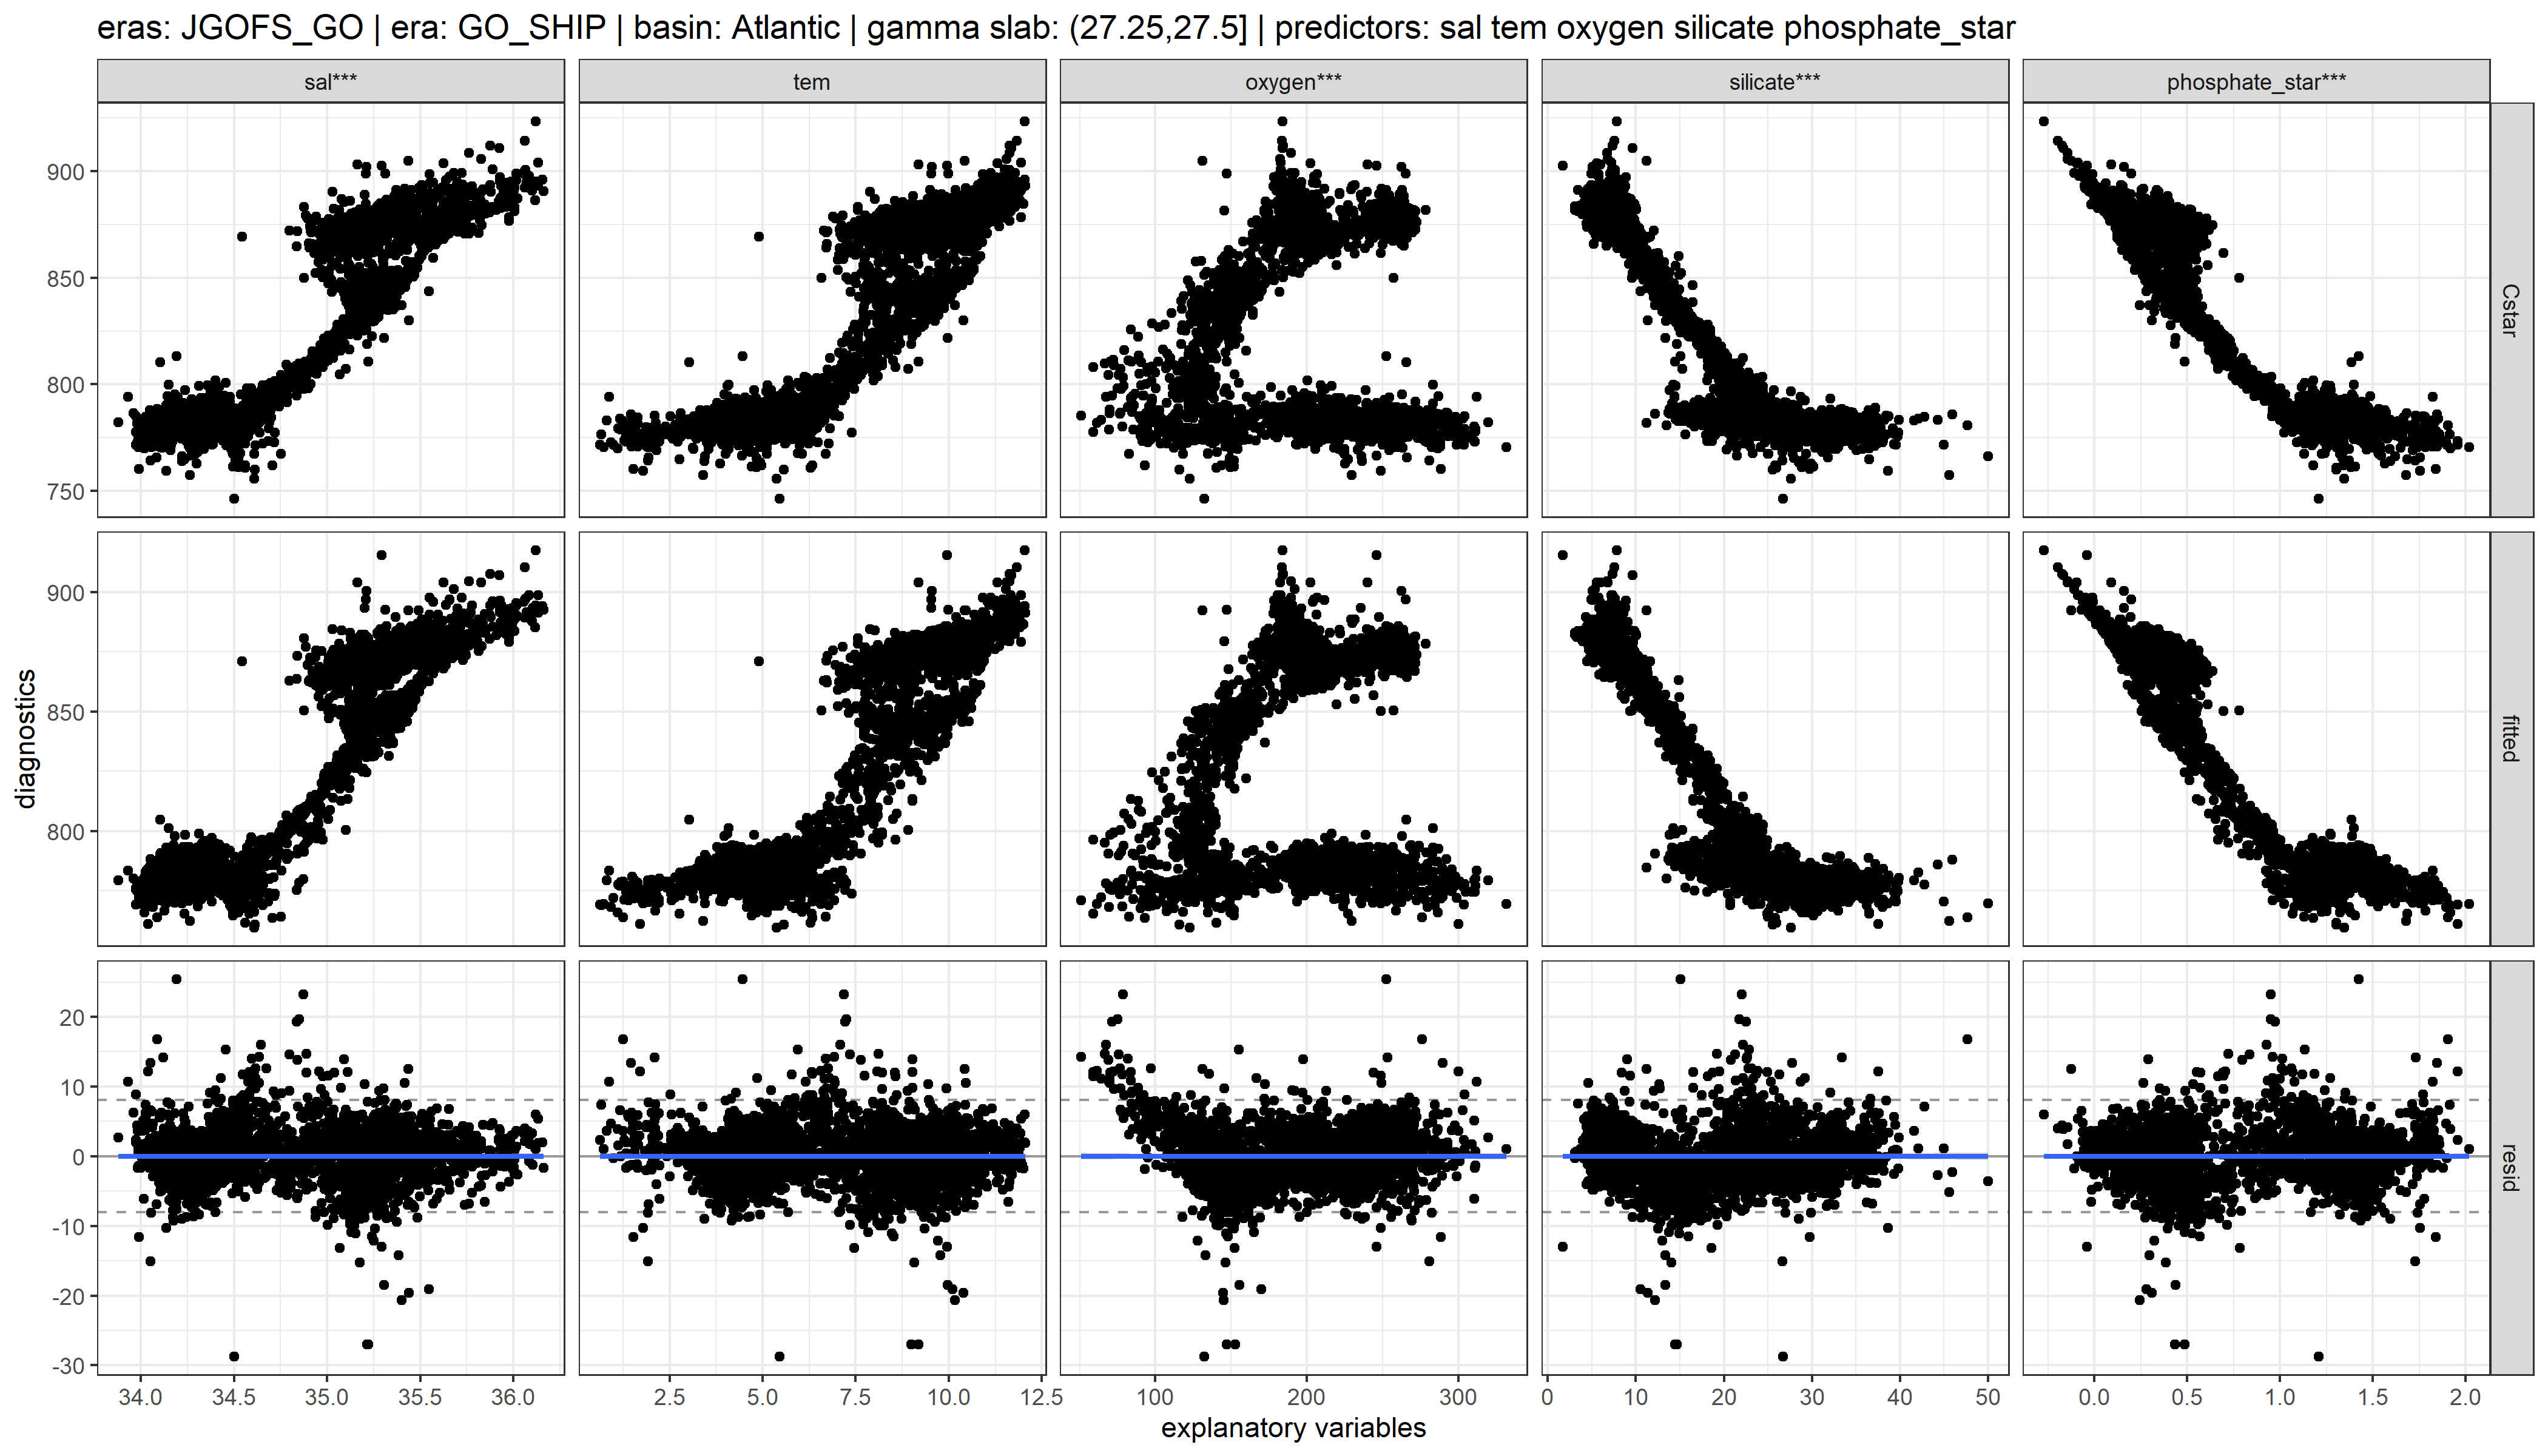 eras: JGOFS_GO | era: GO_SHIP | basin: Atlantic | gamma slab: (27.25,27.5] | predictors: sal tem oxygen silicate phosphate_star
sal*** tem oxygen*** silicate*** phosphate_star***
900
850
800
750
Cstar
900
850
800
fitted
diagnostics
20
10
0
-10
-20
-30
resid
34.0 34.5 35.0 35.5 36.0 2.5 5.0 7.5 10.0 12.5 100 200 300 0 10 20 30 40 50 0.0 0.5 1.0 1.5 2.0
explanatory variables